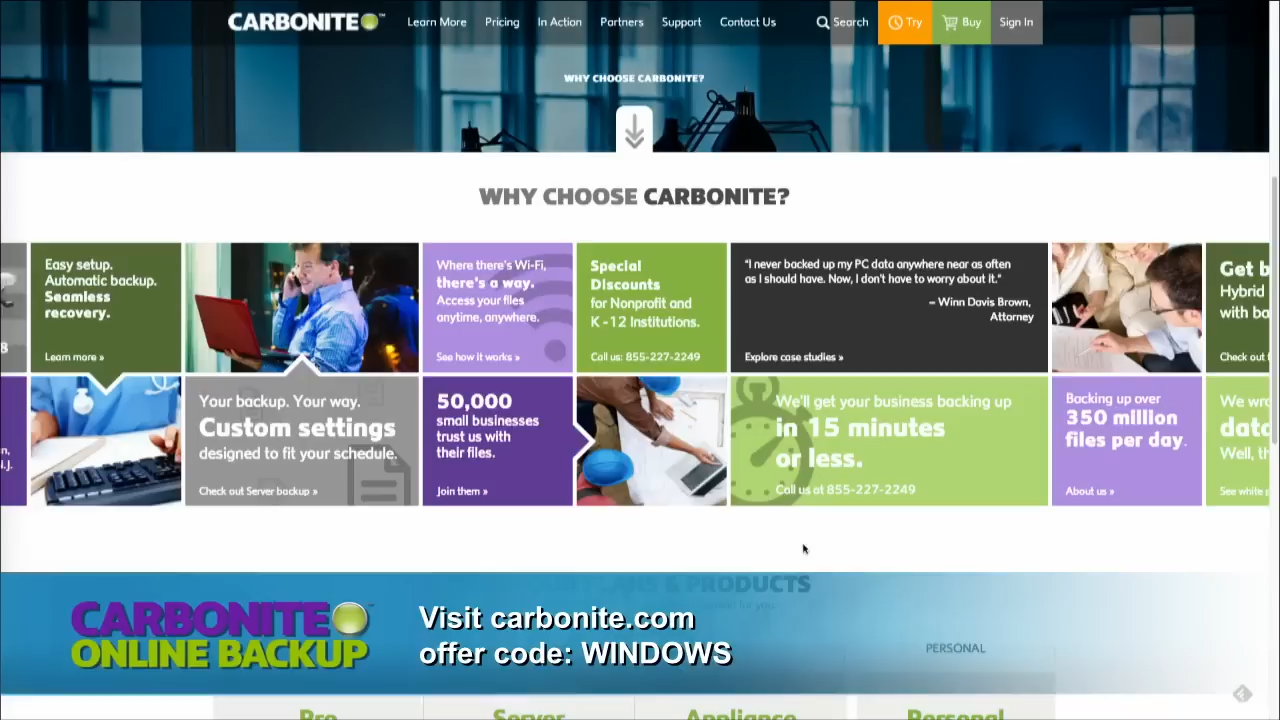 CARBONITE
Learn More
Pricing
In Action
Partners
Support
Contact Us
Search
Try
Buy
Sign In
WHY CHOOSE CARBONITE?
WHY CHOOSE CARBONITE?
Easy setup.
Automatic backup.
Seamless
recovery.
Learn more »
Where there's Wi-Fi,
there's a way.
Access your files
anytime, anywhere.
See how it works »
Special
Discounts
for Nonprofit and
K -12 Institutions.
Call us: 855-227-2249
"I never backed up my PC data anywhere near as often
as I should have. Now, I don't have to worry about it."
– Winn Davis Brown,
Attorney
Explore case studies »
Get b
Hybrid
with ba
Check out
8
n,
N.J.
Your backup. Your way.
Custom settings
designed to fit your schedule.
Check out Server backup »
50,000
small businesses
trust us with
their files.
Join them »
We'll get your business backing up
in 15 minutes
or less.
Call us at 855-227-2249
Backing up over
350 million
files per day.
About us »
We wro
data
Well, th
See white p
PLANS & PRODUCTS
CARBONITE
ONLINE BACKUP
Visit carbonite.com
offer code: WINDOWS
PERSONAL
Pro
Server
Appliance
Personal